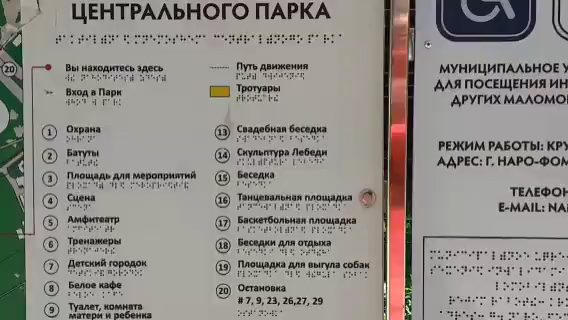 ЦЕНТРАЛЬНОГО ПАРКА
20
Вы находитесь здесь
Вход в Парк
1 Охрана
2 Батуты
3 Площадь для мероприятий
4 Сцена
5 Амфитеатр
6 Тренажеры
7 Детский городок
8 Белое кафе
9 Туалет, комната
матери и ребенка
Путь движения
Тротуары
13 Свадебная беседка
14 Скульптура Лебеди
15 Беседка
16 Танцевальная площадка
17 Баскетбольная площадка
18 Беседки для отдыха
19 Площадка для выгула собак
20 Остановка
# 7, 9, 23, 26,27, 29
МУНИЦИПАЛЬНОЕ У
ДЛЯ ПОСЕЩЕНИЯ ИН
ДРУГИХ МАЛОМО
РЕЖИМ РАБОТЫ: КРУ
АДРЕС: Г. НАРО-ФОМ
ТЕЛЕФО
E-MAIL: NA